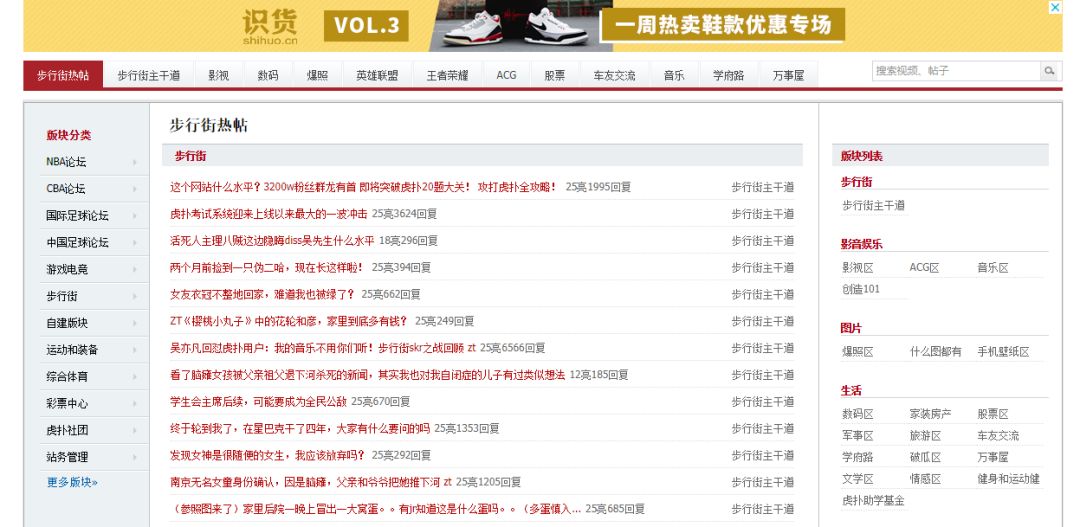 识货 VOL.3 一周热卖鞋款优惠专场
shihuo.cn
步行街热帖 步行街主干道 影视 数码 爆照 英雄联盟 王者荣耀 ACG 股票 车友交流 音乐 学府路 万事屋 搜索视频、帖子
版块分类
NBA论坛
CBA论坛
国际足球论坛
中国足球论坛
游戏电竞
步行街
自建版块
运动和装备
综合体育
彩票中心
虎扑社团
站务管理
更多版块»
步行街热帖
步行街
这个网站什么水平？3200w粉丝群龙有首 即将突破虎扑20题大关！ 攻打虎扑全攻略！ 25亮1995回复 步行街主干道
虎扑考试系统迎来上线以来最大的一波冲击 25亮3624回复 步行街主干道
活死人主理八贼这边隐晦diss吴先生什么水平 18亮296回复 步行街主干道
两个月前捡到一只伪二哈，现在长这样啦！ 25亮394回复 步行街主干道
女友衣冠不整地回家，难道我也被绿了？ 25亮662回复 步行街主干道
ZT《樱桃小丸子》中的花轮和彦，家里到底多有钱？ 25亮249回复 步行街主干道
吴亦凡回怼虎扑用户：我的音乐不用你们听！步行街skr之战回顾 zt 25亮6566回复 步行街主干道
看了脑瘫女孩被父亲祖父退下河杀死的新闻，其实我也对我自闭症的儿子有过类似想法 12亮185回复 步行街主干道
学生会主席后续，可能要成为全民公敌 25亮670回复 步行街主干道
终于轮到我了，在星巴克干了四年，大家有什么要问的吗 25亮1353回复 步行街主干道
发现女神是很随便的女生，我应该放弃吗？ 25亮292回复 步行街主干道
南京无名女童身份确认，因是脑瘫，父亲和爷爷把她推下河 zt 25亮1205回复 步行街主干道
（参照图来了）家里后院一晚上冒出一大窝蛋。。有jr知道这是什么蛋吗。。（多蛋慎入... 25亮685回复 步行街主干道
版块列表
步行街
步行街主干道
影音娱乐
影视区 ACG区 音乐区
创造101
图片
爆照区 什么图都有 手机壁纸区
生活
数码区 家装房产 股票区
军事区 旅游区 车友交流
学府路 破瓜区 万事屋
文学区 情感区 健身和运动健
虎扑助学基金